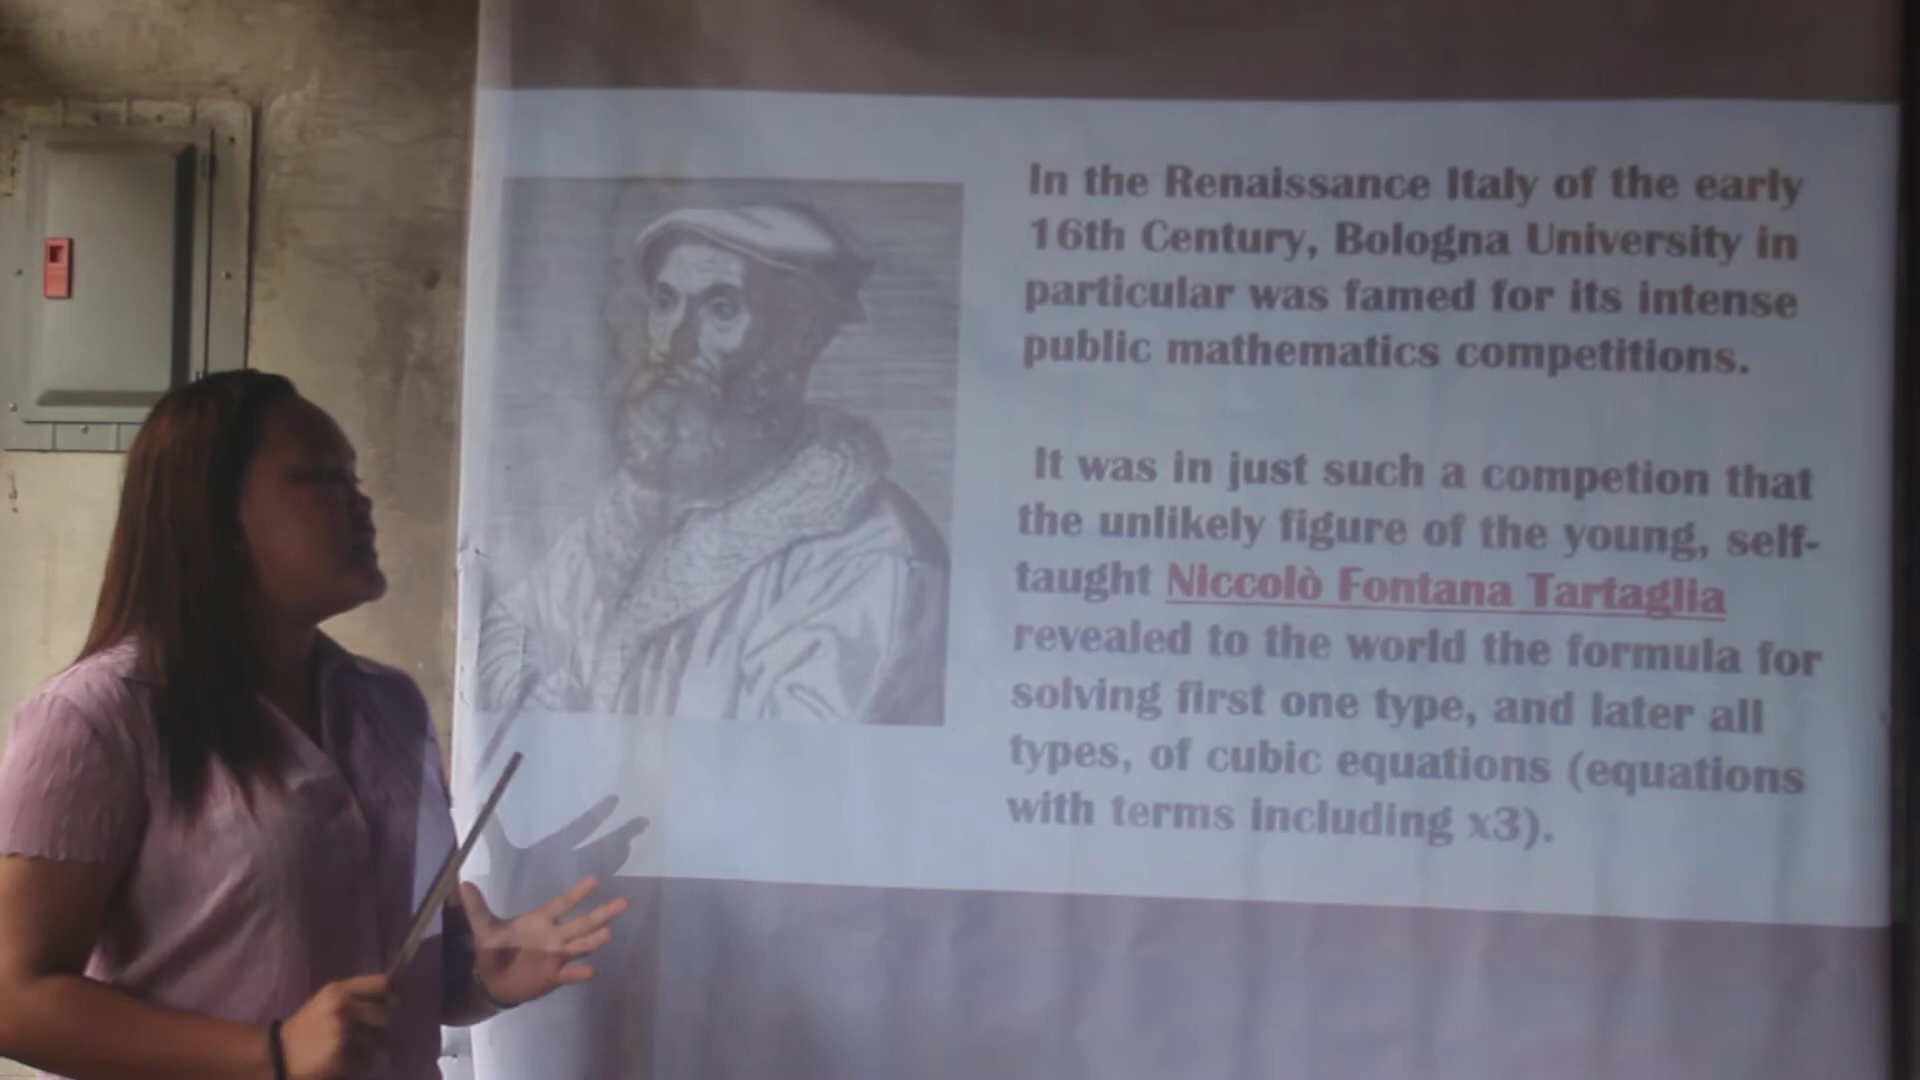 In the Renaissance Italy of the early
16th Century, Bologna University in
particular was famed for its intense
public mathematics competitions.
It was in just such a competion that
the unlikely figure of the young, self-
taught Niccolò Fontana Tartaglia
revealed to the world the formula for
solving first one type, and later all
types, of cubic equations (equations
with terms including x3).